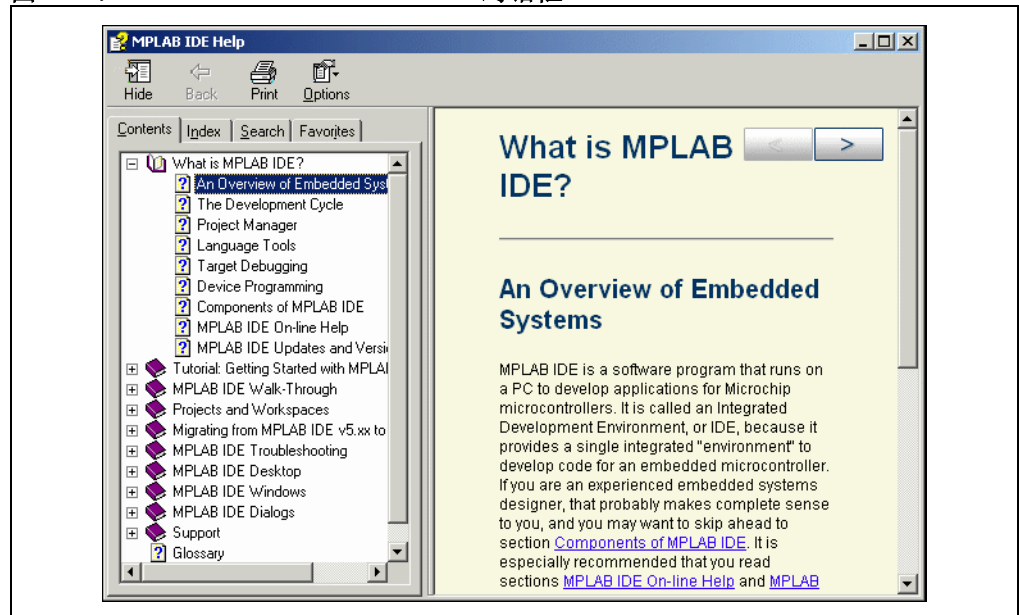 MPLAB IDE Help
Hide Back Print Options
Contents Index Search Favorites
What is MPLAB IDE?
An Overview of Embedded Syst
The Development Cycle
Project Manager
Language Tools
Target Debugging
Device Programming
Components of MPLAB IDE
MPLAB IDE On-line Help
MPLAB IDE Updates and Versi
Tutorial: Getting Started with MPLA
MPLAB IDE Walk-Through
Projects and Workspaces
Migrating from MPLAB IDE v5.xx to
MPLAB IDE Troubleshooting
MPLAB IDE Desktop
MPLAB IDE Windows
MPLAB IDE Dialogs
Support
Glossary
What is MPLAB < >
IDE?
An Overview of Embedded
Systems
MPLAB IDE is a software program that runs on
a PC to develop applications for Microchip
microcontrollers. It is called an Integrated
Development Environment, or IDE, because it
provides a single integrated "environment" to
develop code for an embedded microcontroller.
If you are an experienced embedded systems
designer, that probably makes complete sense
to you, and you may want to skip ahead to
section Components of MPLAB IDE. It is
especially recommended that you read
sections MPLAB IDE On-line Help and MPLAB